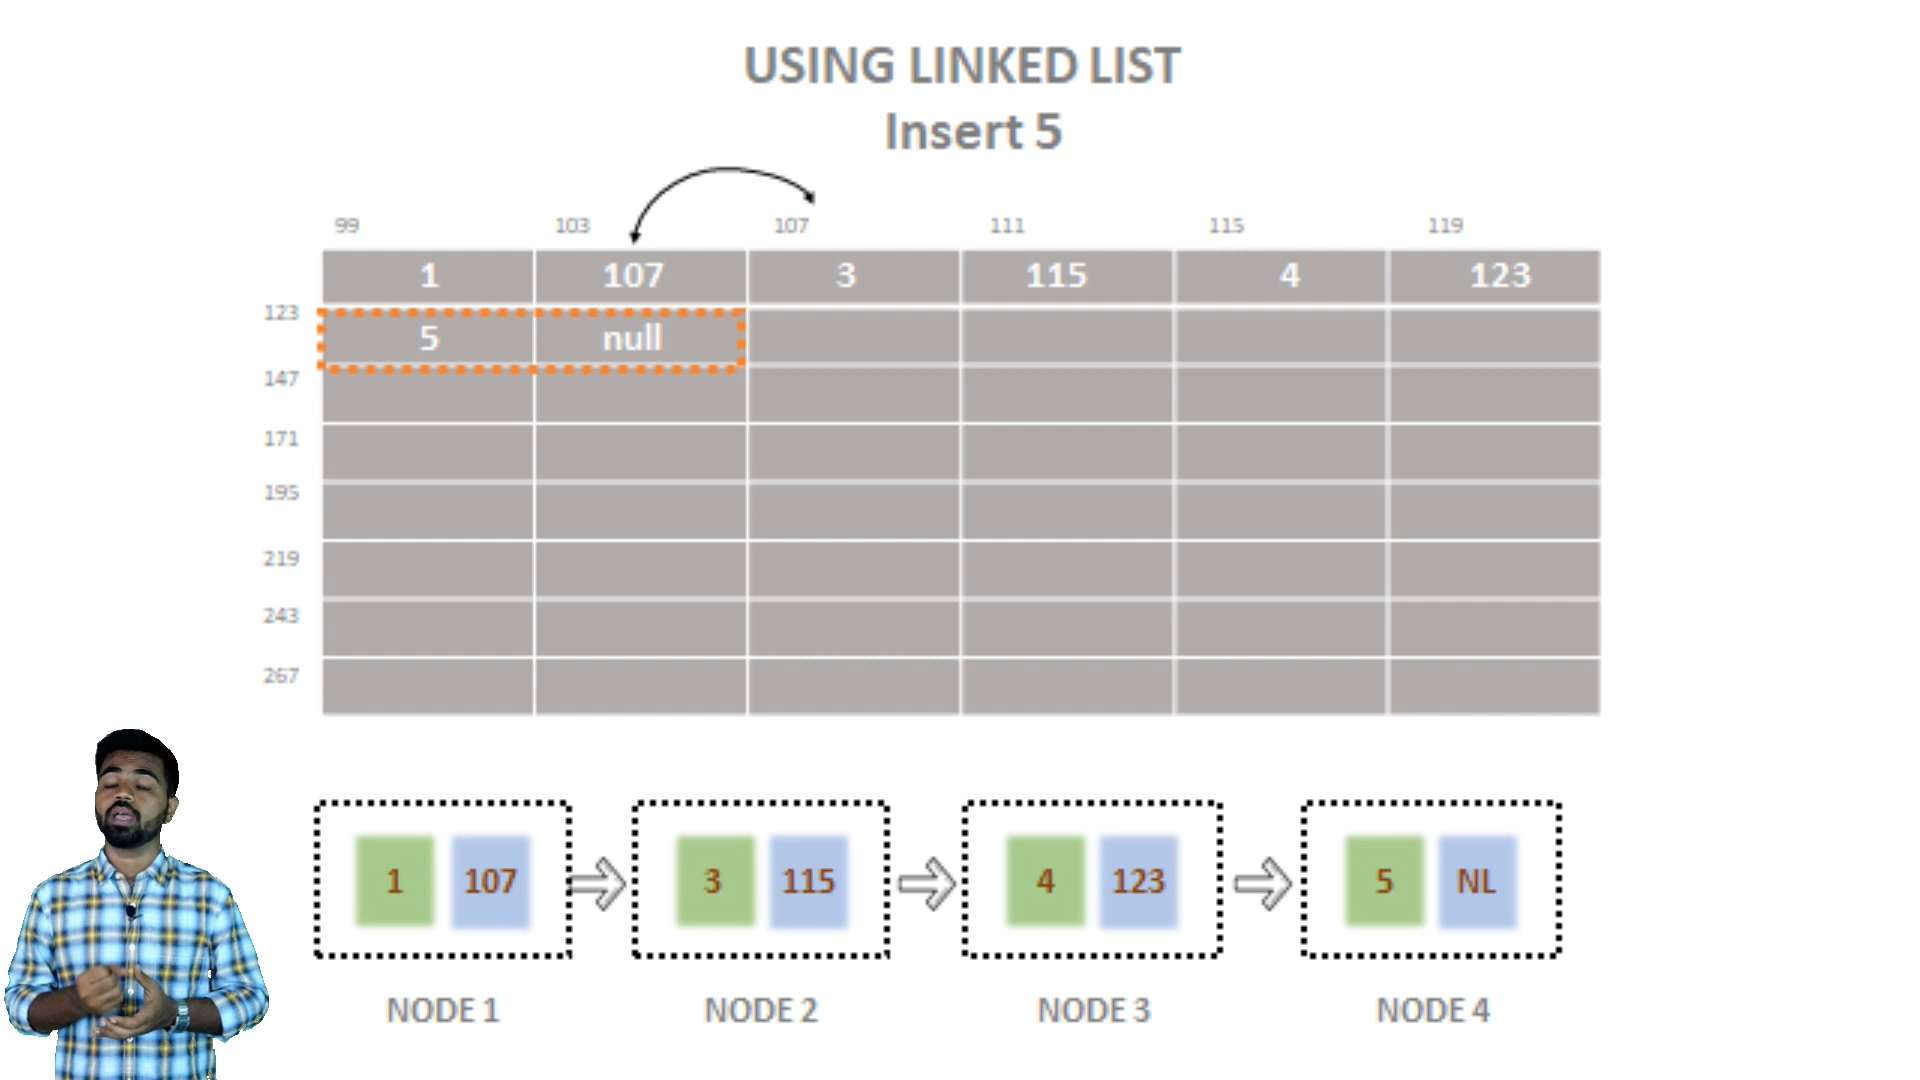 USING LINKED LIST
Insert 5
99 103 107 111 115 119
1 107 3 115 4 123
123
5 null
147
171
195
219
243
267
1 107 3 115 4 123 5 NL
NODE 1 NODE 2 NODE 3 NODE 4